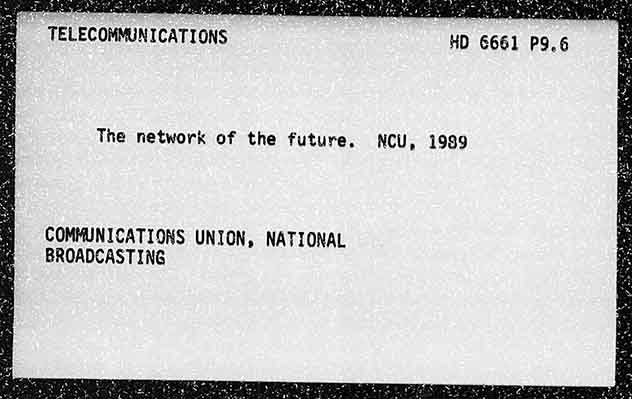 TELECOMMUNICATIONS HD 6661 P9.6
The network of the future. NCU, 1989
COMMUNICATIONS UNION, NATIONAL
BROADCASTING